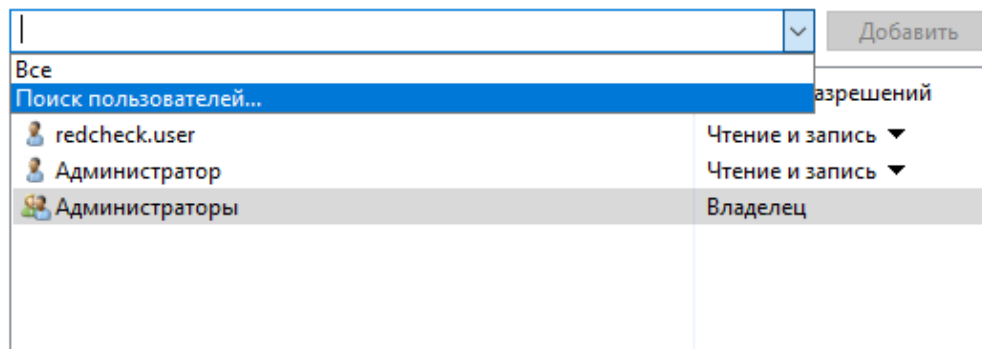 Добавить
Все
Поиск пользователей...
азрешений
redcheck.user Чтение и запись
Администратор Чтение и запись
Администраторы Владелец